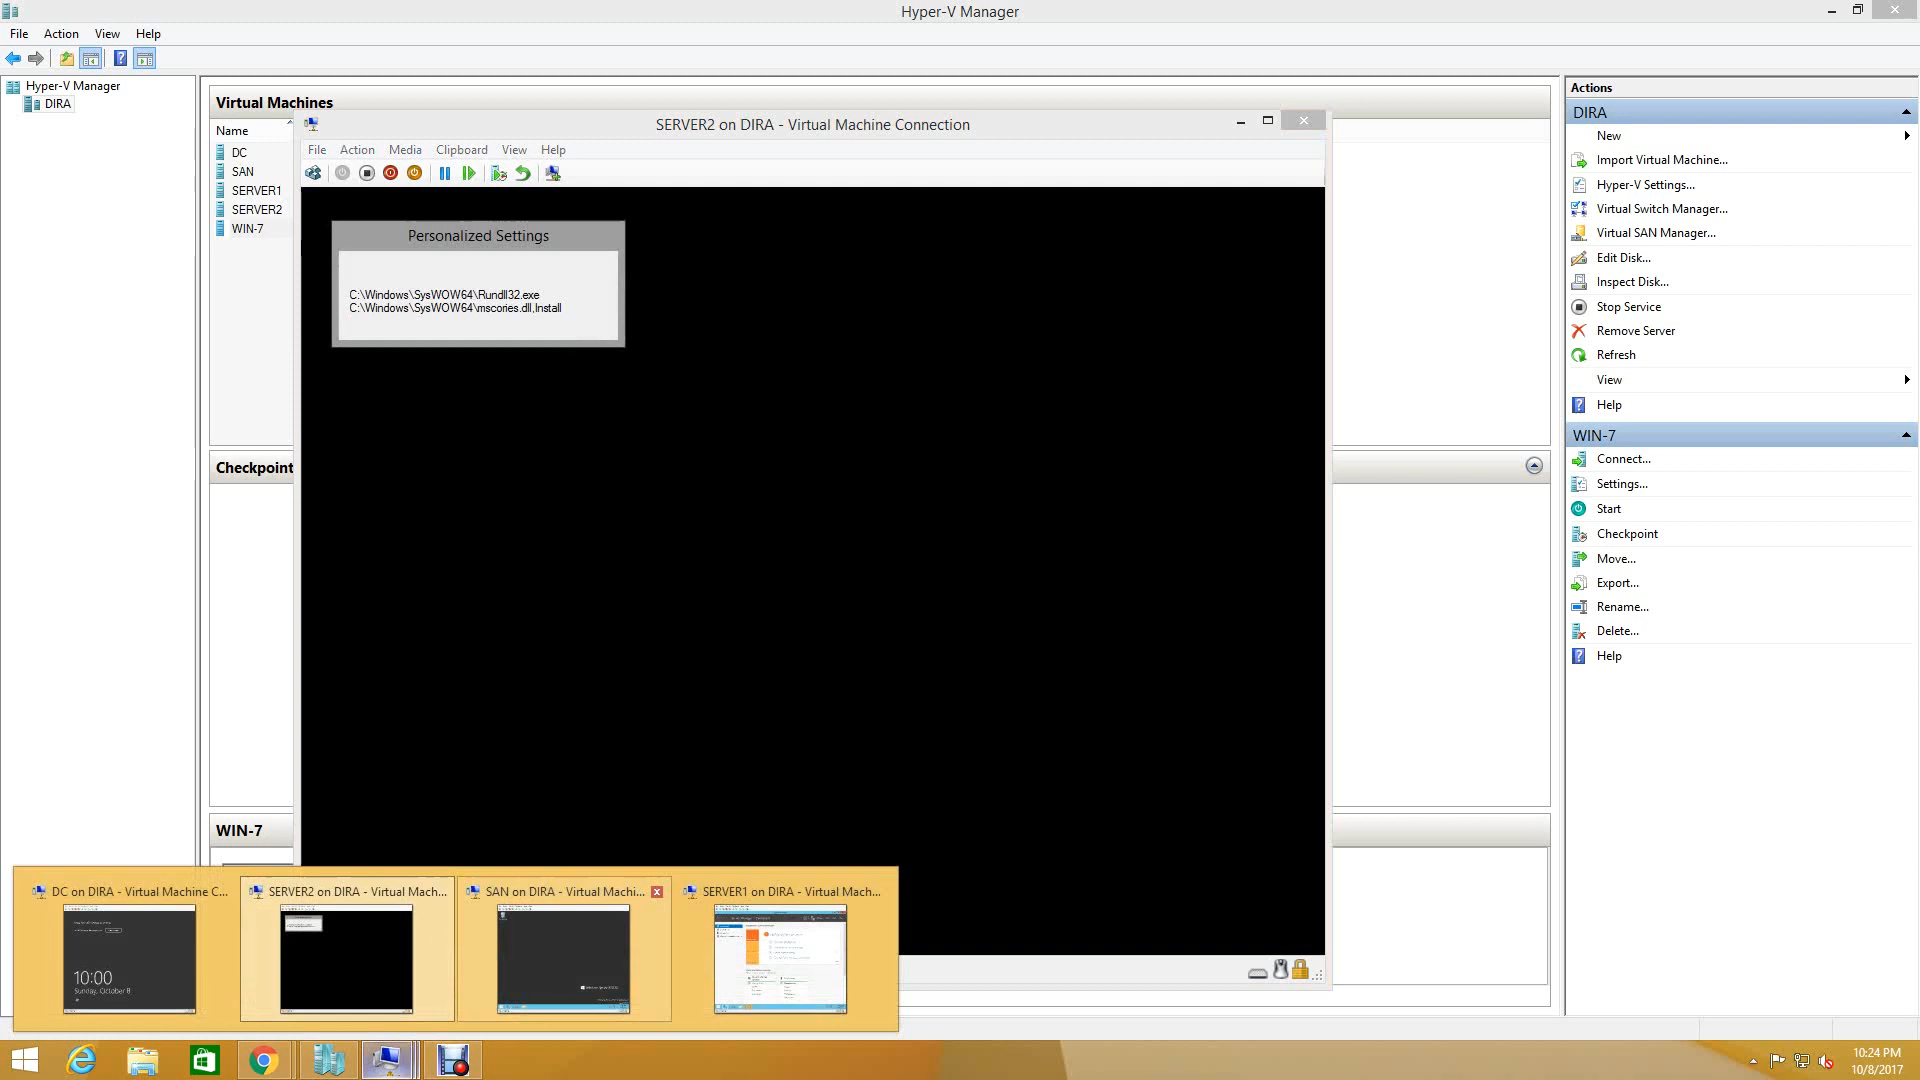 Hyper-V Manager
File Action View Help
Hyper-V Manager
DIRA
Virtual Machines
Name
DC
SAN
SERVER1
SERVER2
WIN-7
SERVER2 on DIRA - Virtual Machine Connection
File Action Media Clipboard View Help
Personalized Settings
C:\Windows\SysWOW64\Rundll32.exe
C:\Windows\SysWOW64\mscories.dll,Install
Checkpoint
WIN-7
Actions
DIRA
New
Import Virtual Machine...
Hyper-V Settings...
Virtual Switch Manager...
Virtual SAN Manager...
Edit Disk...
Inspect Disk...
Stop Service
Remove Server
Refresh
View
Help
WIN-7
Connect...
Settings...
Start
Checkpoint
Move...
Export...
Rename...
Delete...
Help
DC on DIRA - Virtual Machine C...
SERVER2 on DIRA - Virtual Mach...
SAN on DIRA - Virtual Machi...
SERVER1 on DIRA - Virtual Mach...
10:00
Sunday, October 8
10:24 PM
10/8/2017